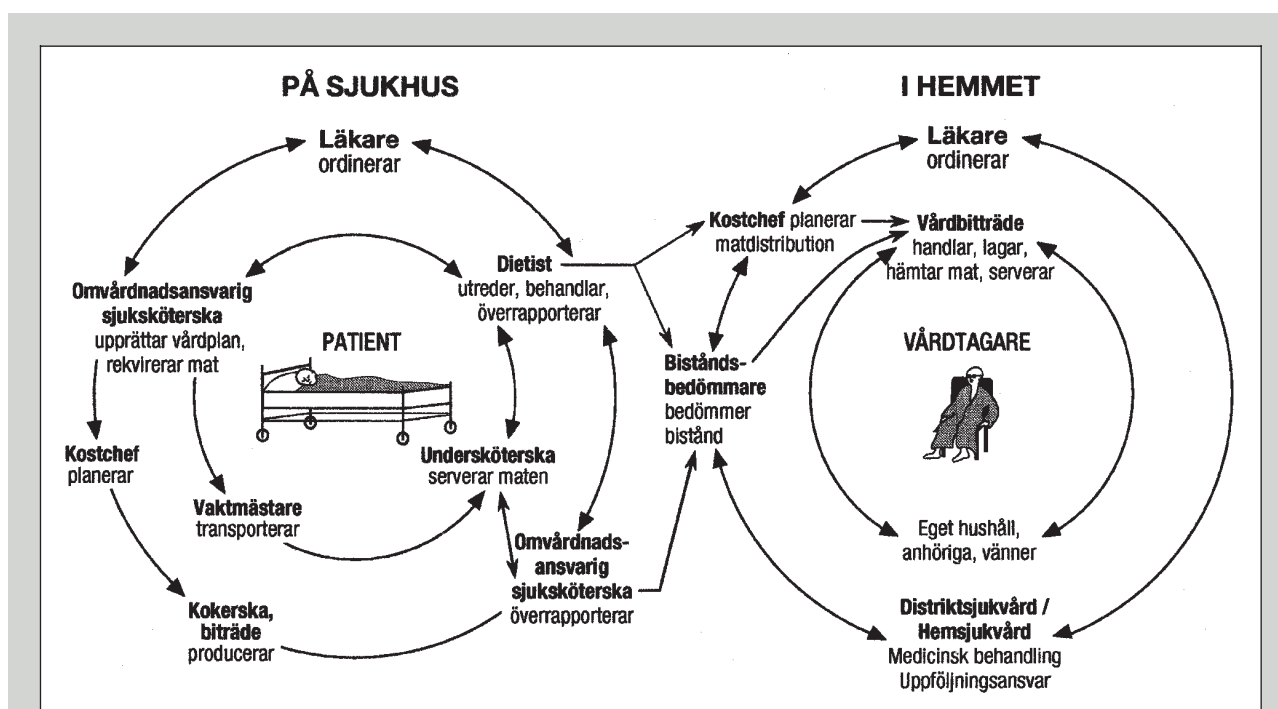 PÅ SJUKHUS
Läkare
ordinerar
Omvårdnadsansvarig
sjuksköterska
upprättar vårdplan,
rekvirerar mat
Dietist
utreder, behandlar,
överrapporterar
PATIENT
Kostchef
planerar
Vaktmästare
transporterar
Undersköterska
serverar maten
Kokerska,
biträde
producerar
Omvårdnads-
ansvarig
sjuksköterska
överrapporterar
I HEMMET
Läkare
ordinerar
Kostchef planerar
matdistribution
Vårdbitträde
handlar, lagar,
hämtar mat, serverar
Bistånds-
bedömmare
bedömmer
bistånd
VÅRDTAGARE
Eget hushåll,
anhöriga, vänner
Distriktsjukvård /
Hemsjukvård
Medicinsk behandling
Uppföljningsansvar